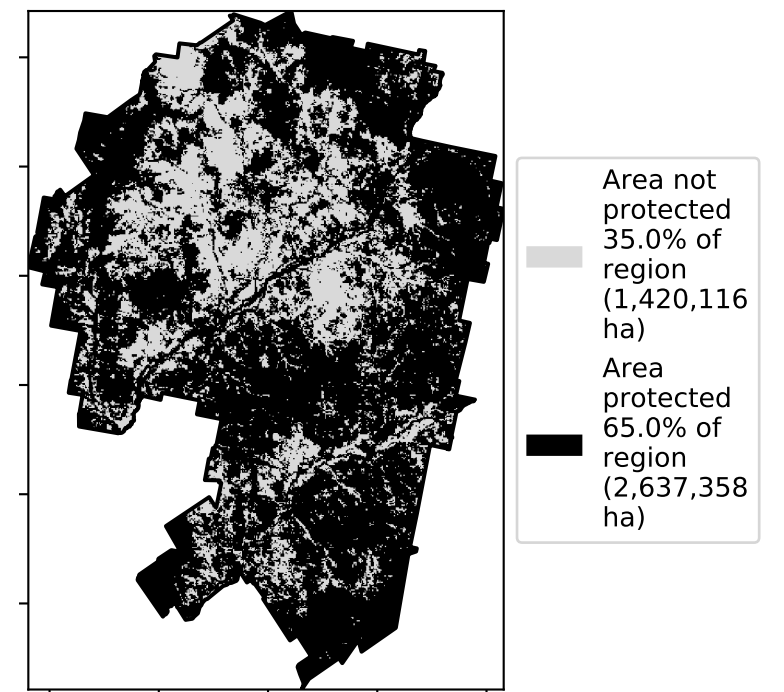 Area not
protected
35.0% of
region
(1,420,116
ha)
Area
protected
65.0% of
region
(2,637,358
ha)